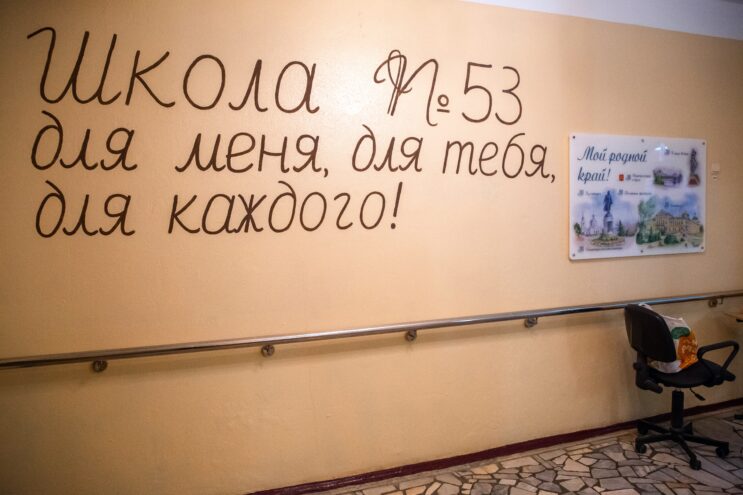 Школа №53
для меня, для тебя,
для каждого!
Мой родной
край!